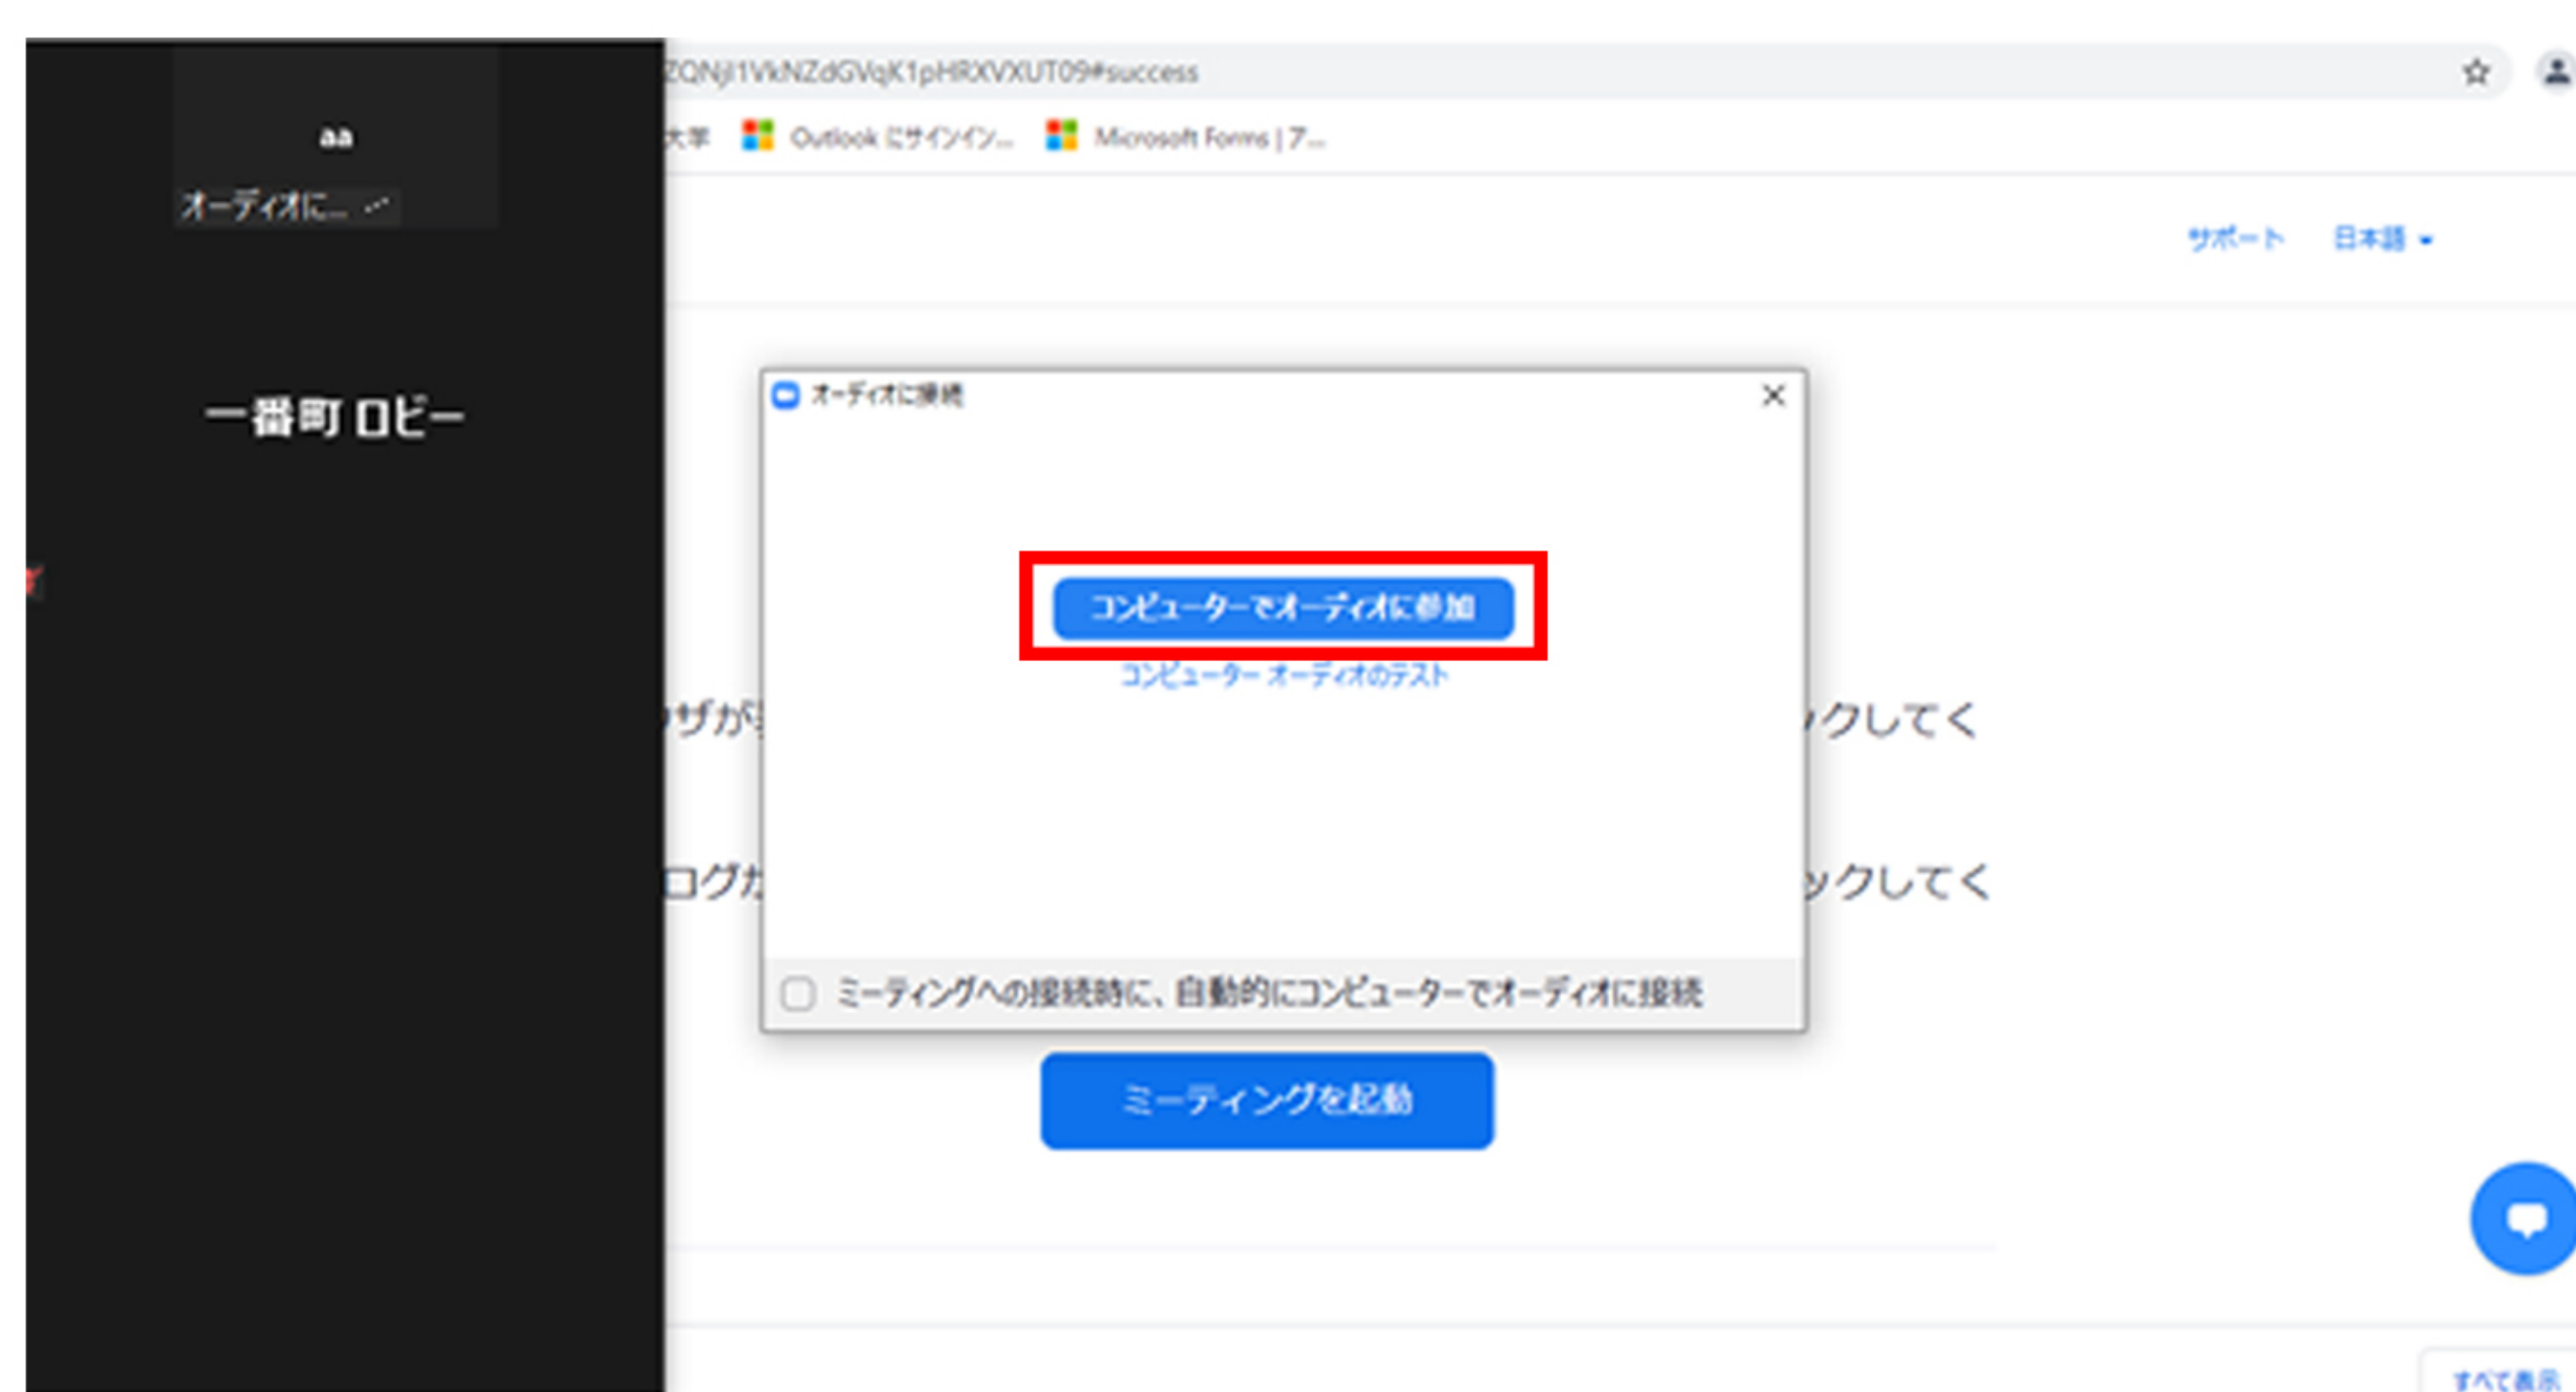 aa
オーディオに...
一番町 ロビー
#success
大学 Outlook にサインイン... Microsoft Forms | ア...
サポート 日本語
オーディオに接続
コンピューターでオーディオに参加
コンピューター オーディオのテスト
ザが
ックしてく
ログが
ックしてく
ミーティングへの接続時に、自動的にコンピューターでオーディオに接続
ミーティングを起動
すべて表示